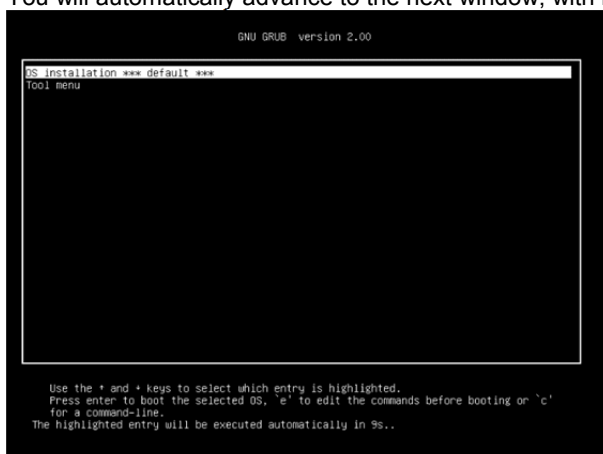 You will automatically advance to the next window, with
GNU GRUB version 2.00
OS installation *** default ***
Tool menu
Use the ↑ and ↓ keys to select which entry is highlighted.
Press enter to boot the selected OS, `e' to edit the commands before booting or `c'
for a command-line.
The highlighted entry will be executed automatically in 9s..